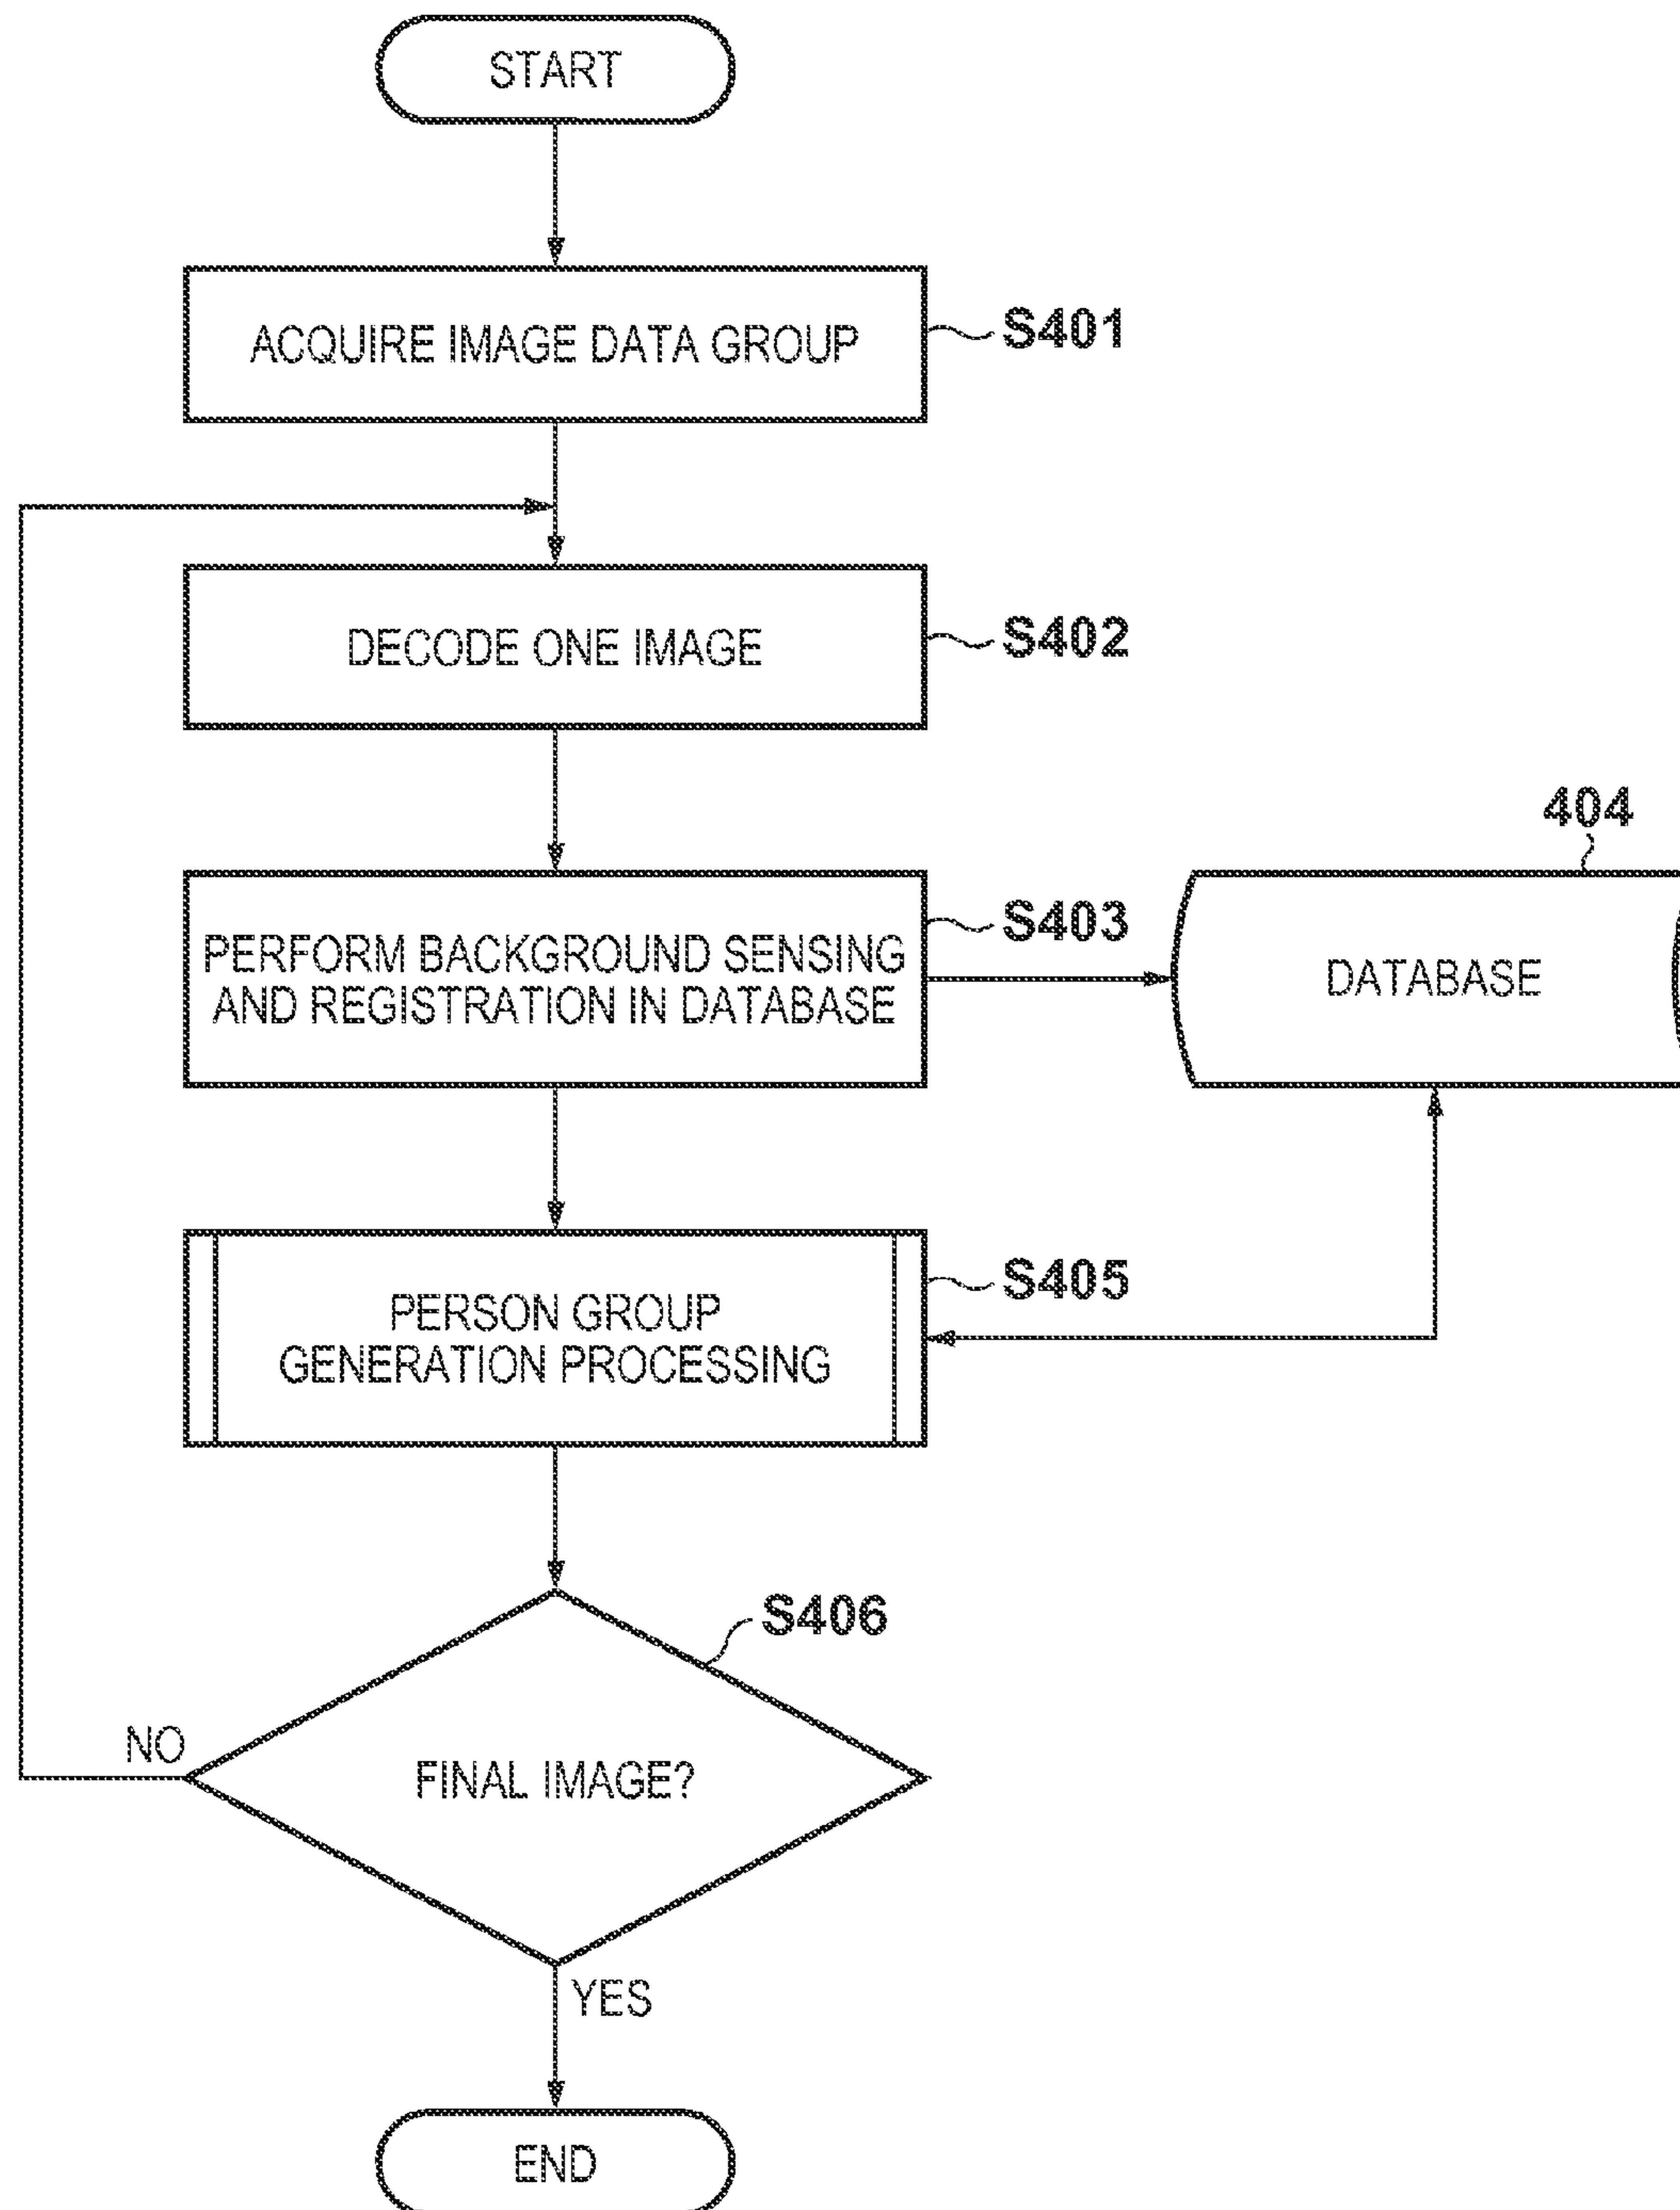 START
ACQUIRE IMAGE DATA GROUP
S401
DECODE ONE IMAGE
S402
404
PERFORM BACKGROUND SENSING
AND REGISTRATION IN DATABASE
S403
DATABASE
PERSON GROUP
GENERATION PROCESSING
S405
S406
NO
FINAL IMAGE?
YES
END